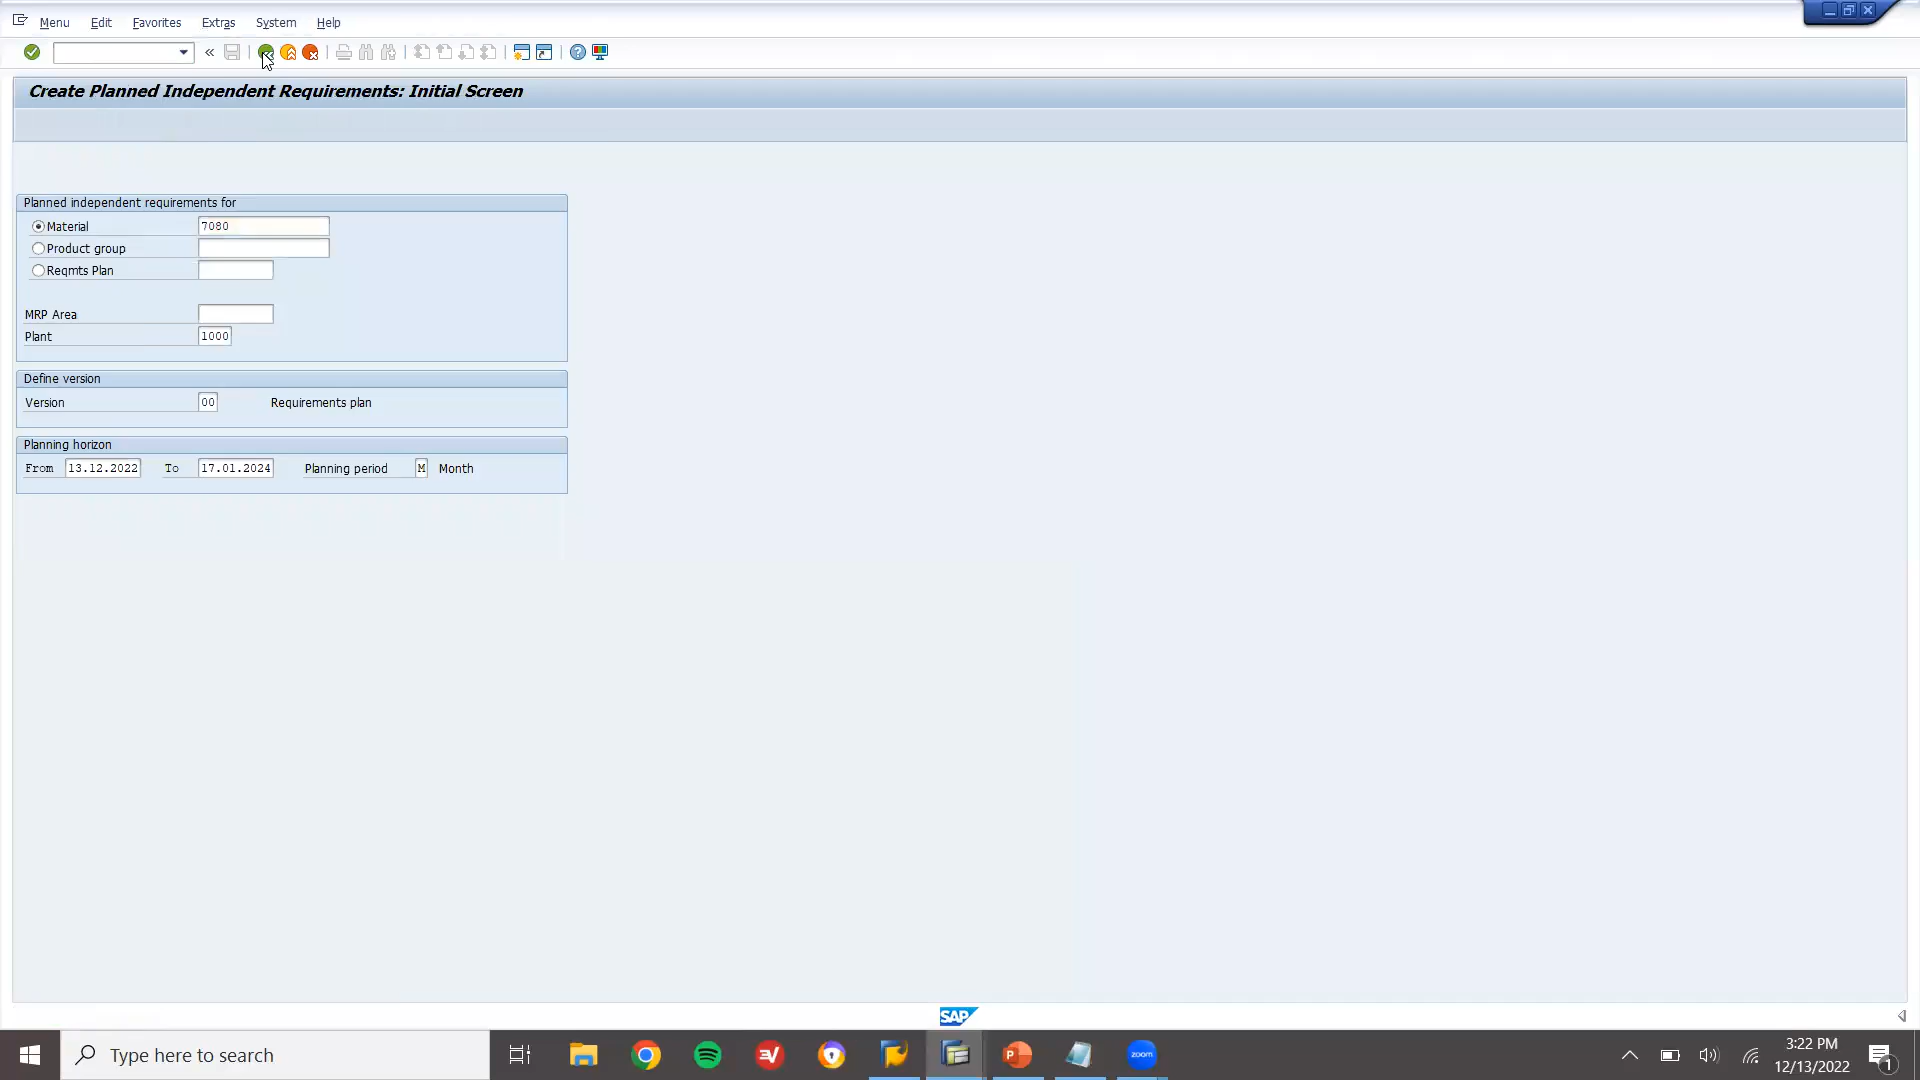 Menu Edit Favorites Extras System Help
Create Planned Independent Requirements: Initial Screen
Planned independent requirements for
Material 7080
Product group
Reqmts Plan
MRP Area
Plant 1000
Define version
Version 00 Requirements plan
Planning horizon
From 13.12.2022 To 17.01.2024 Planning period M Month
SAP
Type here to search
zoom
3:22 PM
12/13/2022
1